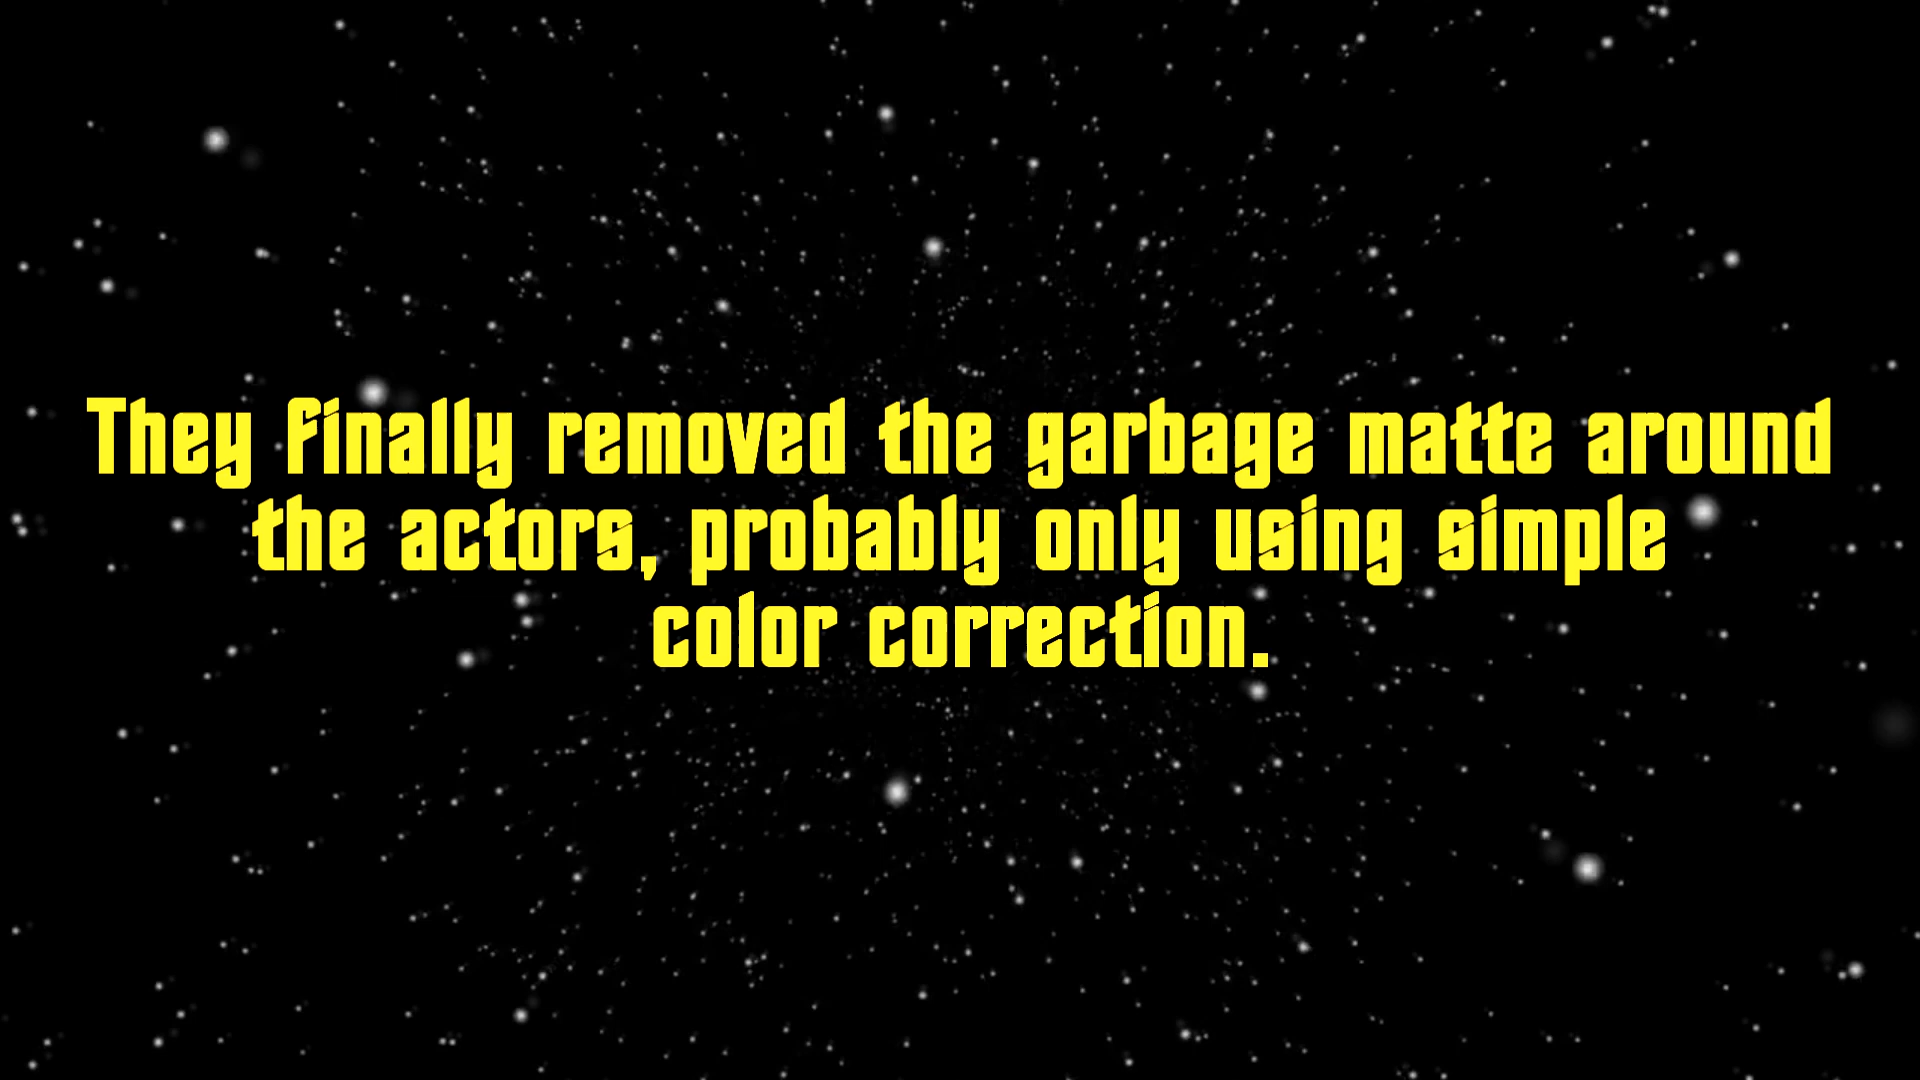 They finally removed the garbage matte around
the actors, probably only using simple
color correction.